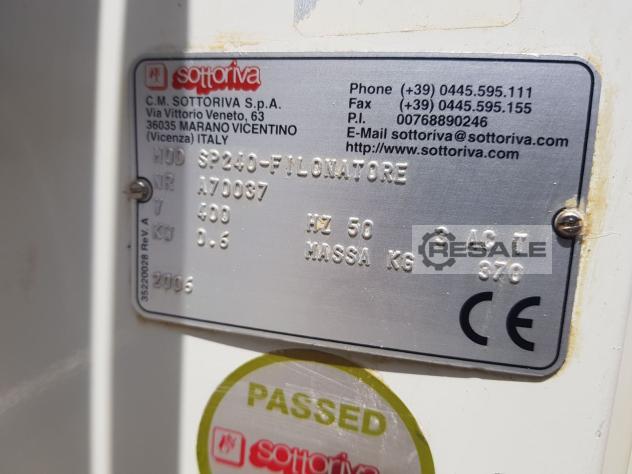 sottoriva
C.M. SOTTORIVA S.p.A.
Via Vittorio Veneto, 63
36035 MARANO VICENTINO
(Vicenza) ITALY
Phone (+39) 0445.595.111
Fax (+39) 0445.595.155
P.I. 00768890246
E-Mail sottoriva@sottoriva.com
http://www.sottoriva.com
MOD SP240-FILONATORE
NR A70037
V 400 HZ 50 3 AC T
KW 0.6 MASSA KG 370
2006
35220028 REV. A
RESALE
CE
PASSED
sottoriva